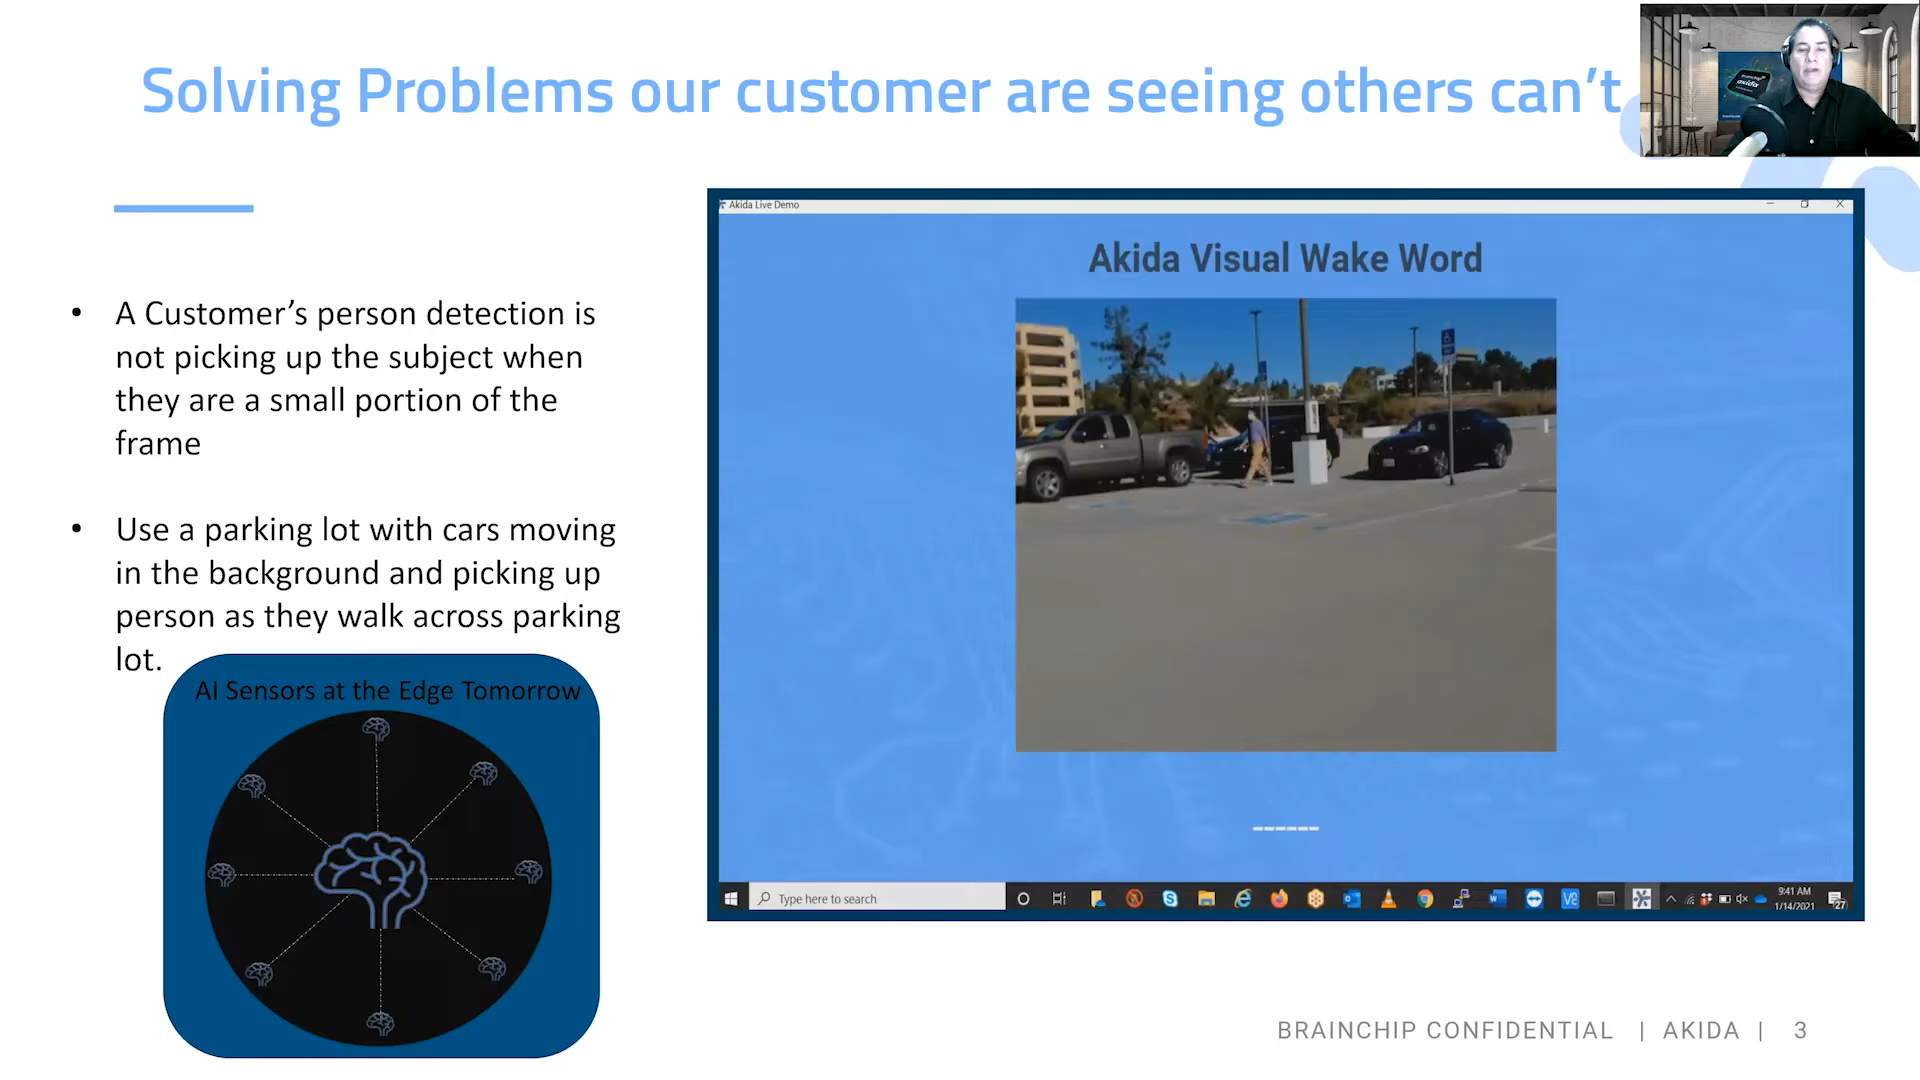 Solving Problems our customer are seeing others can't
• A Customer's person detection is
not picking up the subject when
they are a small portion of the
frame
• Use a parking lot with cars moving
in the background and picking up
person as they walk across parking
lot.
AI Sensors at the Edge Tomorrow
Akida Live Demo
Akida Visual Wake Word
Type here to search
9:41 AM
1/14/2021
27
BRAINCHIP CONFIDENTIAL | AKIDA | 3